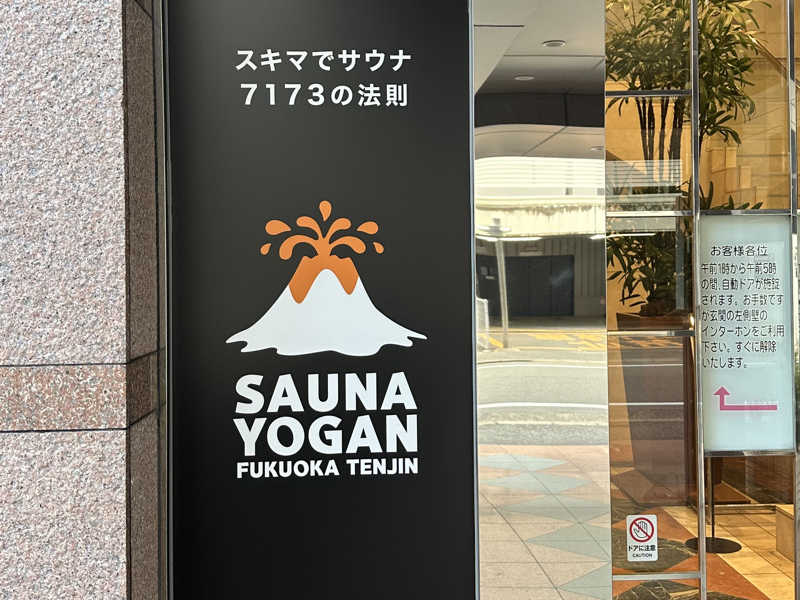 スキマでサウナ
7173の法則
SAUNA
YOGAN
FUKUOKA TENJIN
お客様各位
午前1時から午前5時
の間、自動ドアが施錠
されます。お手数です
が玄関の左側壁の
インターホンをご利用
下さい。すぐに解除
いたします。
ドアに注意
CAUTION